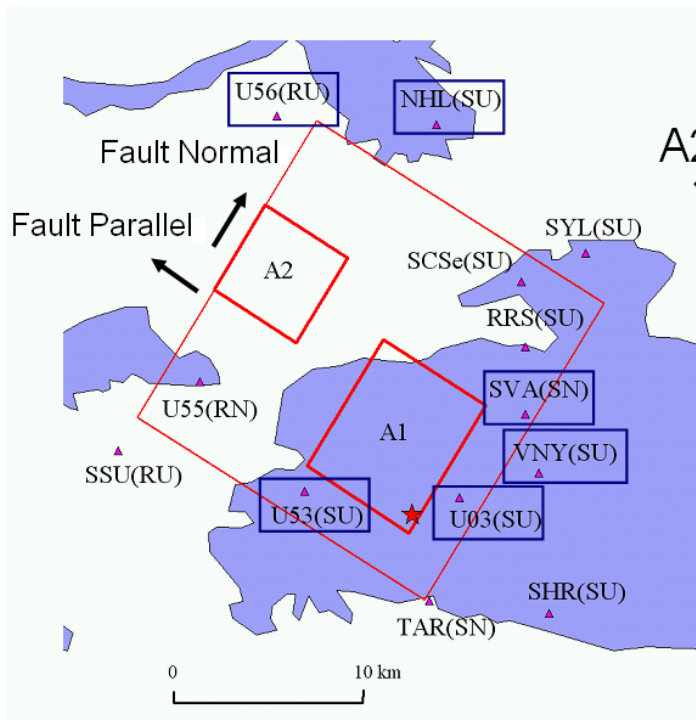 U56(RU)
NHL(SU)
Fault Normal
A2
Fault Parallel
SYL(SU)
SCSe(SU)
A2
RRS(SU)
SVA(SN)
U55(RN)
A1
VNY(SU)
SSU(RU)
U53(SU)
U03(SU)
SHR(SU)
TAR(SN)
0
10 km